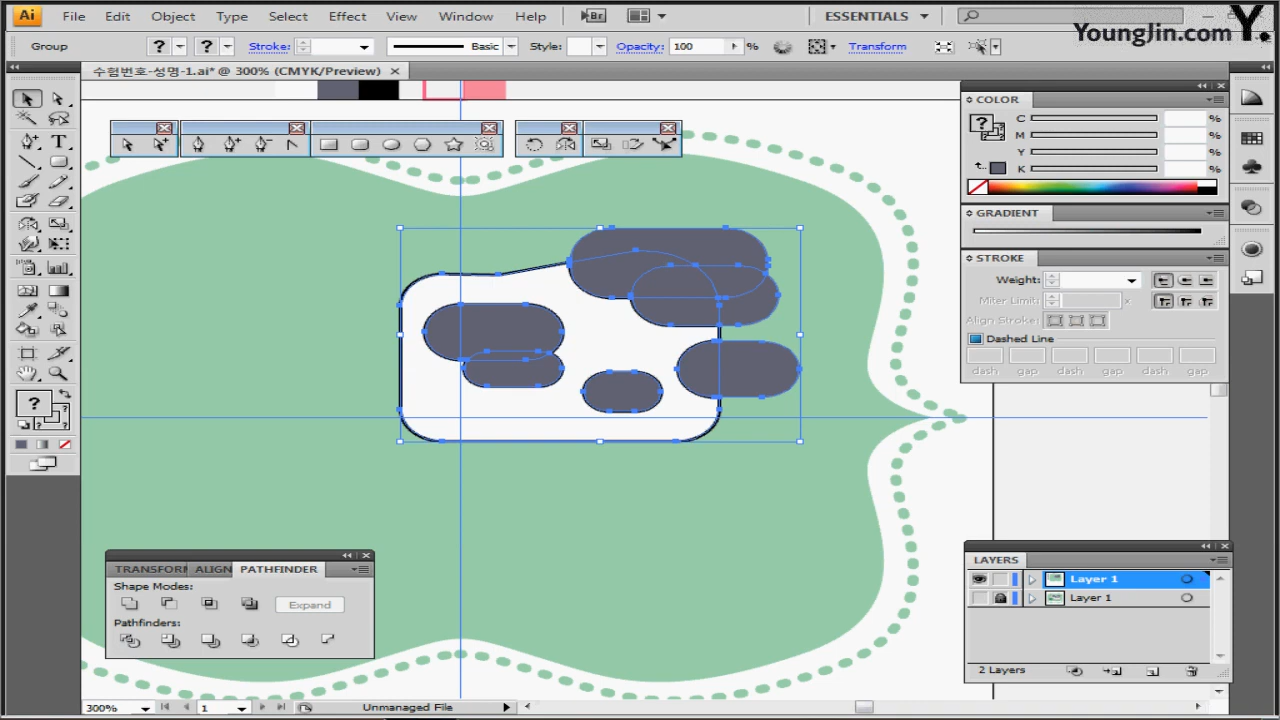 Ai File Edit Object Type Select Effect View Window Help Br ESSENTIALS
YoungJin.com Y.
Group ? ? Stroke: Basic Style: Opacity: 100 % Transform
수험번호-성명-1.ai* @ 300% (CMYK/Preview)
COLOR
? C %
M %
Y %
K %
GRADIENT
STROKE
Weight:
Miter Limit: x
Align Stroke:
Dashed Line
dash gap dash gap dash gap
T
?
?
TRANSFORM ALIGN PATHFINDER
Shape Modes:
Expand
Pathfinders:
LAYERS
Layer 1
Layer 1
2 Layers
300% 1 Unmanaged File